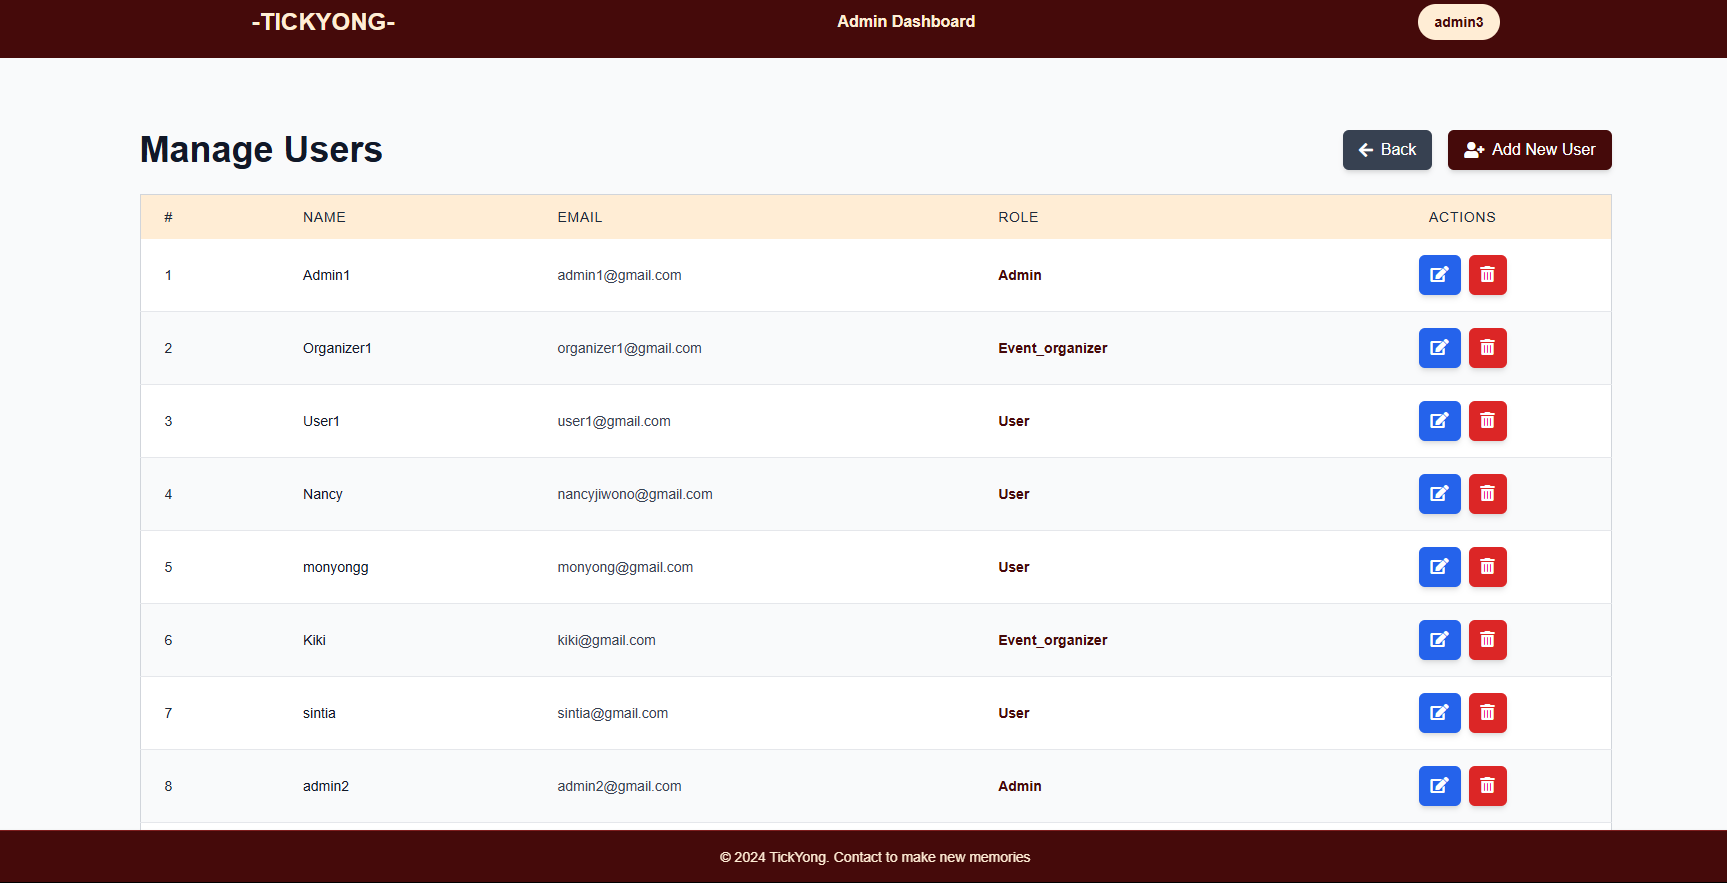 -TICKYONG- Admin Dashboard admin3
Manage Users Back Add New User
# NAME EMAIL ROLE ACTIONS
1 Admin1 admin1@gmail.com Admin
2 Organizer1 organizer1@gmail.com Event_organizer
3 User1 user1@gmail.com User
4 Nancy nancyjiwono@gmail.com User
5 monyongg monyong@gmail.com User
6 Kiki kiki@gmail.com Event_organizer
7 sintia sintia@gmail.com User
8 admin2 admin2@gmail.com Admin
© 2024 TickYong. Contact to make new memories